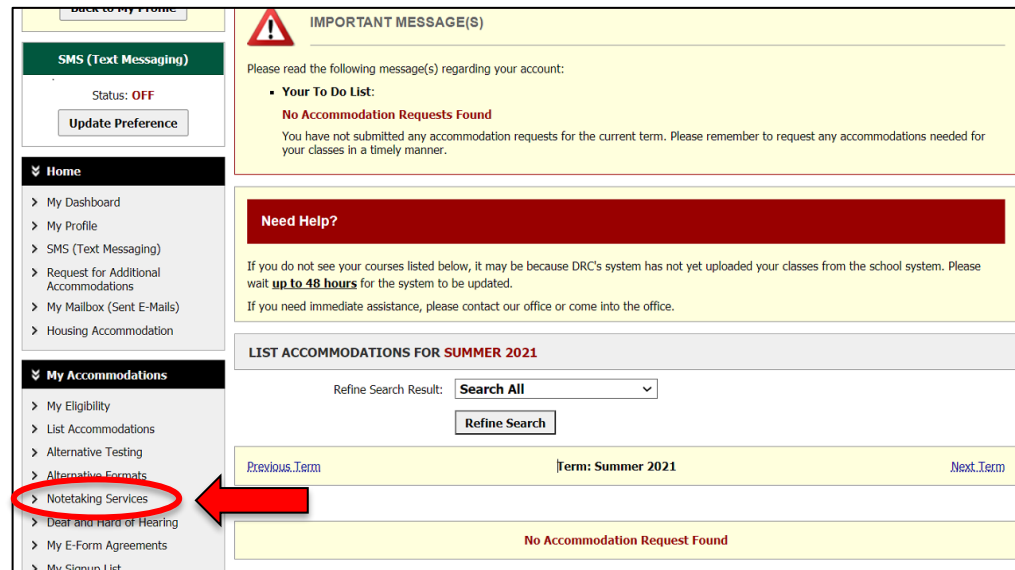 Back to My Profile
SMS (Text Messaging)
Status: OFF
Update Preference
Home
My Dashboard
My Profile
SMS (Text Messaging)
Request for Additional
Accommodations
My Mailbox (Sent E-Mails)
Housing Accommodation
My Accommodations
My Eligibility
List Accommodations
Alternative Testing
Alternative Formats
Notetaking Services
Deaf and Hard of Hearing
My E-Form Agreements
My Signup List
IMPORTANT MESSAGE(S)
Please read the following message(s) regarding your account:
Your To Do List:
No Accommodation Requests Found
You have not submitted any accommodation requests for the current term. Please remember to request any accommodations needed for
your classes in a timely manner.
Need Help?
If you do not see your courses listed below, it may be because DRC's system has not yet uploaded your classes from the school system. Please
wait up to 48 hours for the system to be updated.
If you need immediate assistance, please contact our office or come into the office.
LIST ACCOMMODATIONS FOR SUMMER 2021
Refine Search Result: Search All
Refine Search
Previous Term Term: Summer 2021 Next Term
No Accommodation Request Found